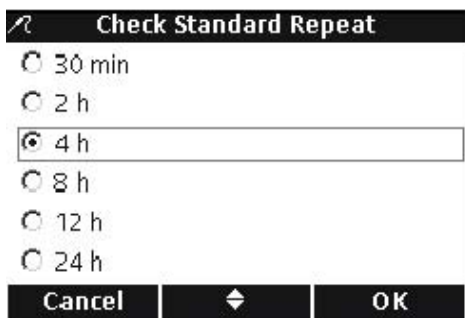 Check Standard Repeat
30 min
2 h
4 h
8 h
12 h
24 h
Cancel OK